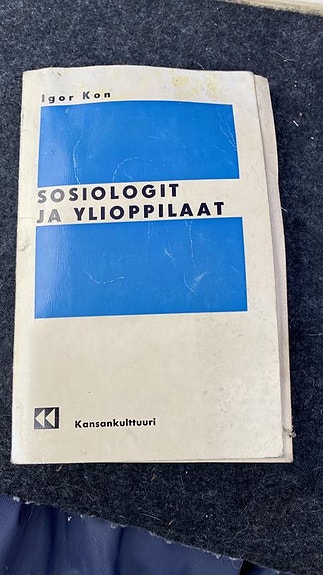 Igor Kon
SOSIOLOGIT
JA YLIOPPILAAT
Kansankulttuuri